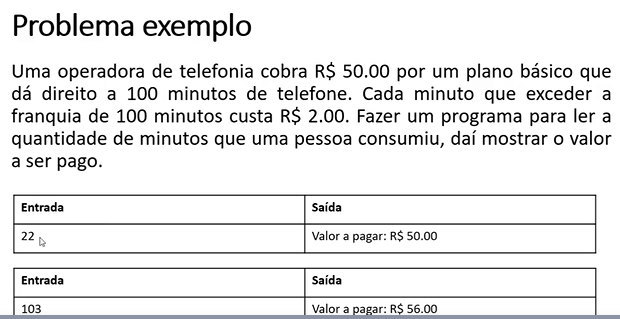 Problema exemplo
Uma operadora de telefonia cobra R$ 50.00 por um plano básico que
dá direito a 100 minutos de telefone. Cada minuto que exceder a
franquia de 100 minutos custa R$ 2.00. Fazer um programa para ler a
quantidade de minutos que uma pessoa consumiu, daí mostrar o valor
a ser pago.
Entrada Saída
22 Valor a pagar: R$ 50.00
Entrada Saída
103 Valor a pagar: R$ 56.00